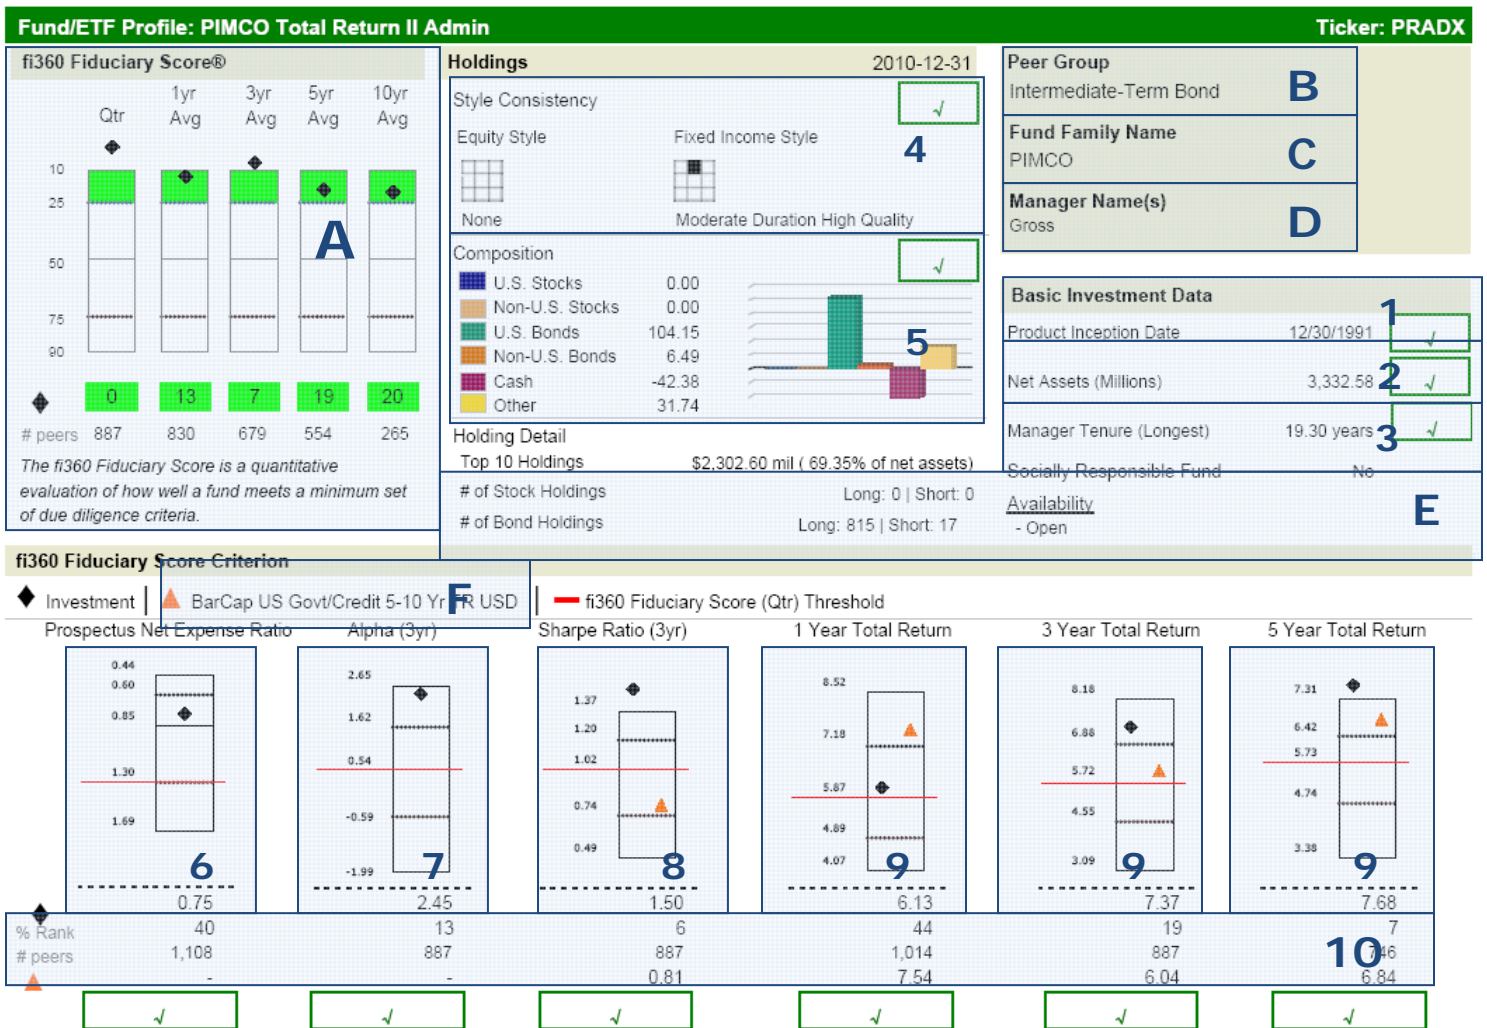 Fund/ETF Profile: PIMCO Total Return II Admin Ticker: PRADX
fi360 Fiduciary Score®
Qtr 1yr Avg 3yr Avg 5yr Avg 10yr Avg
10
25
50
75
90
A
0 13 7 19 20
# peers 887 830 679 554 265
The fi360 Fiduciary Score is a quantitative
evaluation of how well a fund meets a minimum set
of due diligence criteria.
Holdings 2010-12-31
Style Consistency √
4
Equity Style Fixed Income Style
None Moderate Duration High Quality
Composition √
U.S. Stocks 0.00
Non-U.S. Stocks 0.00
U.S. Bonds 104.15
Non-U.S. Bonds 6.49
Cash -42.38
Other 31.74
5
Holding Detail
Top 10 Holdings $2,302.60 mil ( 69.35% of net assets)
# of Stock Holdings Long: 0 | Short: 0
# of Bond Holdings Long: 815 | Short: 17
Peer Group
Intermediate-Term Bond
B
Fund Family Name
PIMCO
C
Manager Name(s)
Gross
D
Basic Investment Data
Product Inception Date 12/30/1991 1 √
Net Assets (Millions) 3,332.58 2 √
Manager Tenure (Longest) 19.30 years 3 √
Socially Responsible Fund No
Availability
- Open
E
fi360 Fiduciary Score Criterion
Investment | BarCap US Govt/Credit 5-10 Yr TR USD | fi360 Fiduciary Score (Qtr) Threshold
F
Prospectus Net Expense Ratio Alpha (3yr) Sharpe Ratio (3yr) 1 Year Total Return 3 Year Total Return 5 Year Total Return
0.44
0.60
0.85
1.30
1.69
6
2.65
1.62
0.54
-0.59
-1.99
7
1.37
1.20
1.02
0.74
0.49
8
8.52
7.18
5.87
4.89
4.07
9
8.18
6.88
5.72
4.55
3.09
9
7.31
6.42
5.73
4.74
3.38
9
0.75 2.45 1.50 6.13 7.37 7.68
% Rank 40 13 6 44 19 7
# peers 1,108 887 887 1,014 887 746
10
- - 0.81 7.54 6.04 6.84
√ √ √ √ √ √